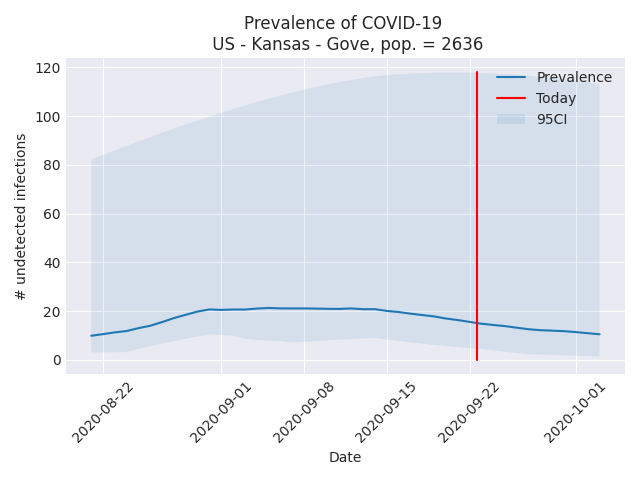 Prevalence of COVID-19
US - Kansas - Gove, pop. = 2636
120
100
80
60
40
20
0
# undetected infections
Prevalence
Today
95CI
2020-08-22
2020-09-01
2020-09-08
2020-09-15
2020-09-22
2020-10-01
Date